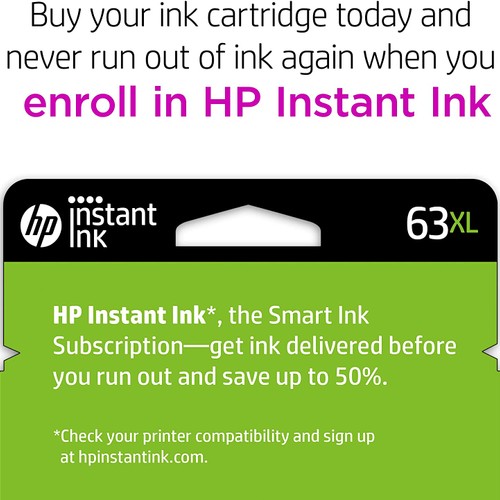 Buy your ink cartridge today and
never run out of ink again when you
enroll in HP Instant Ink
hp instant
Ink
63XL
HP Instant Ink*, the Smart Ink
Subscription—get ink delivered before
you run out and save up to 50%.
*Check your printer compatibility and sign up
at hpinstantink.com.